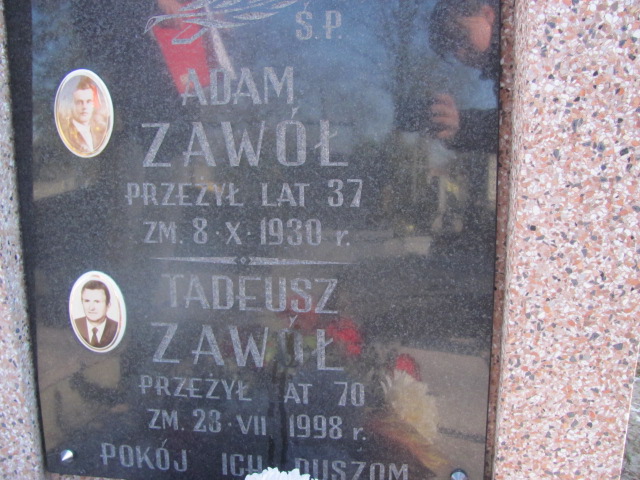 Ś.P.
ADAM
ZAWÓŁ
PRZEŻYŁ LAT 37
ZM. 8·X·1930 r.
TADEUSZ
ZAWÓŁ
PRZEŻYŁ LAT 70
ZM. 28·VII·1998 r.
POKÓJ ICH DUSZOM